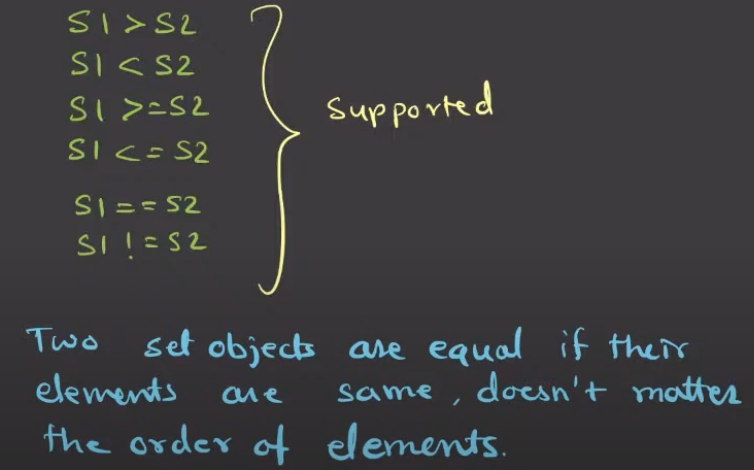 S1 > S2
S1 < S2
S1 >= S2
S1 <= S2
supported
S1 == S2
S1 != S2
Two set objects are equal if their
elements are same, doesn't matter
the order of elements.